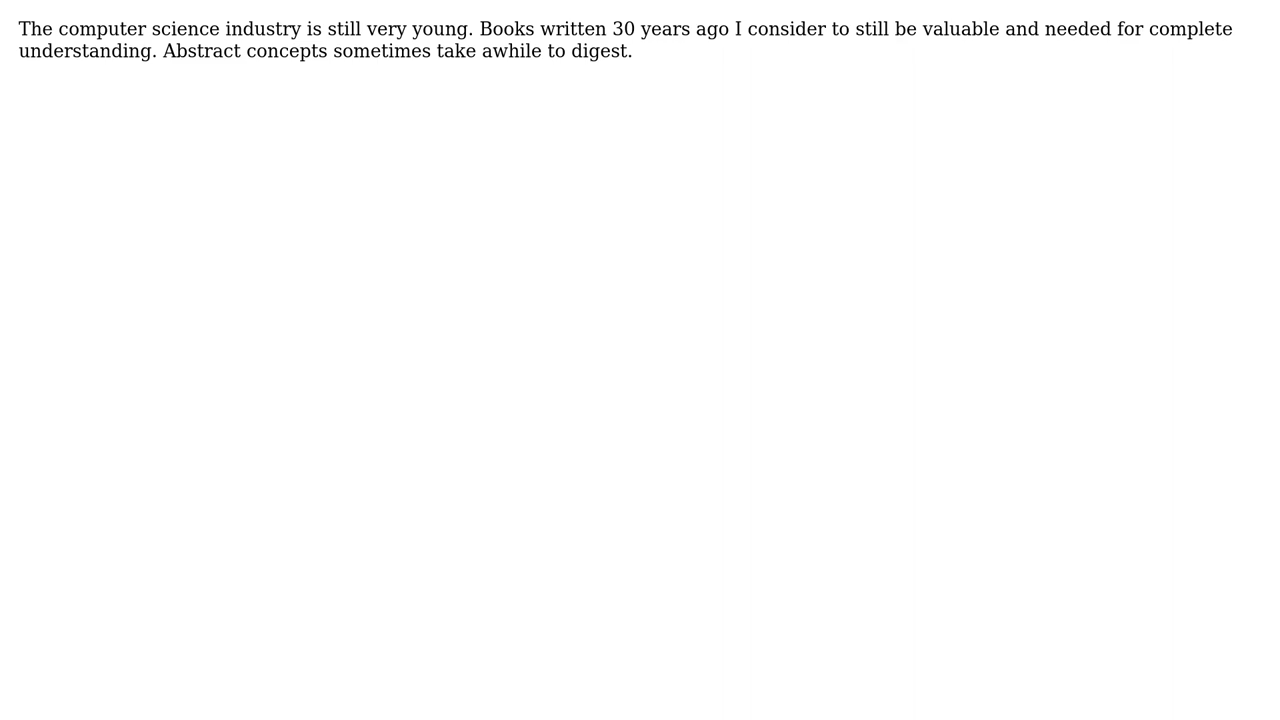 The computer science industry is still very young. Books written 30 years ago I consider to still be valuable and needed for complete
understanding. Abstract concepts sometimes take awhile to digest.